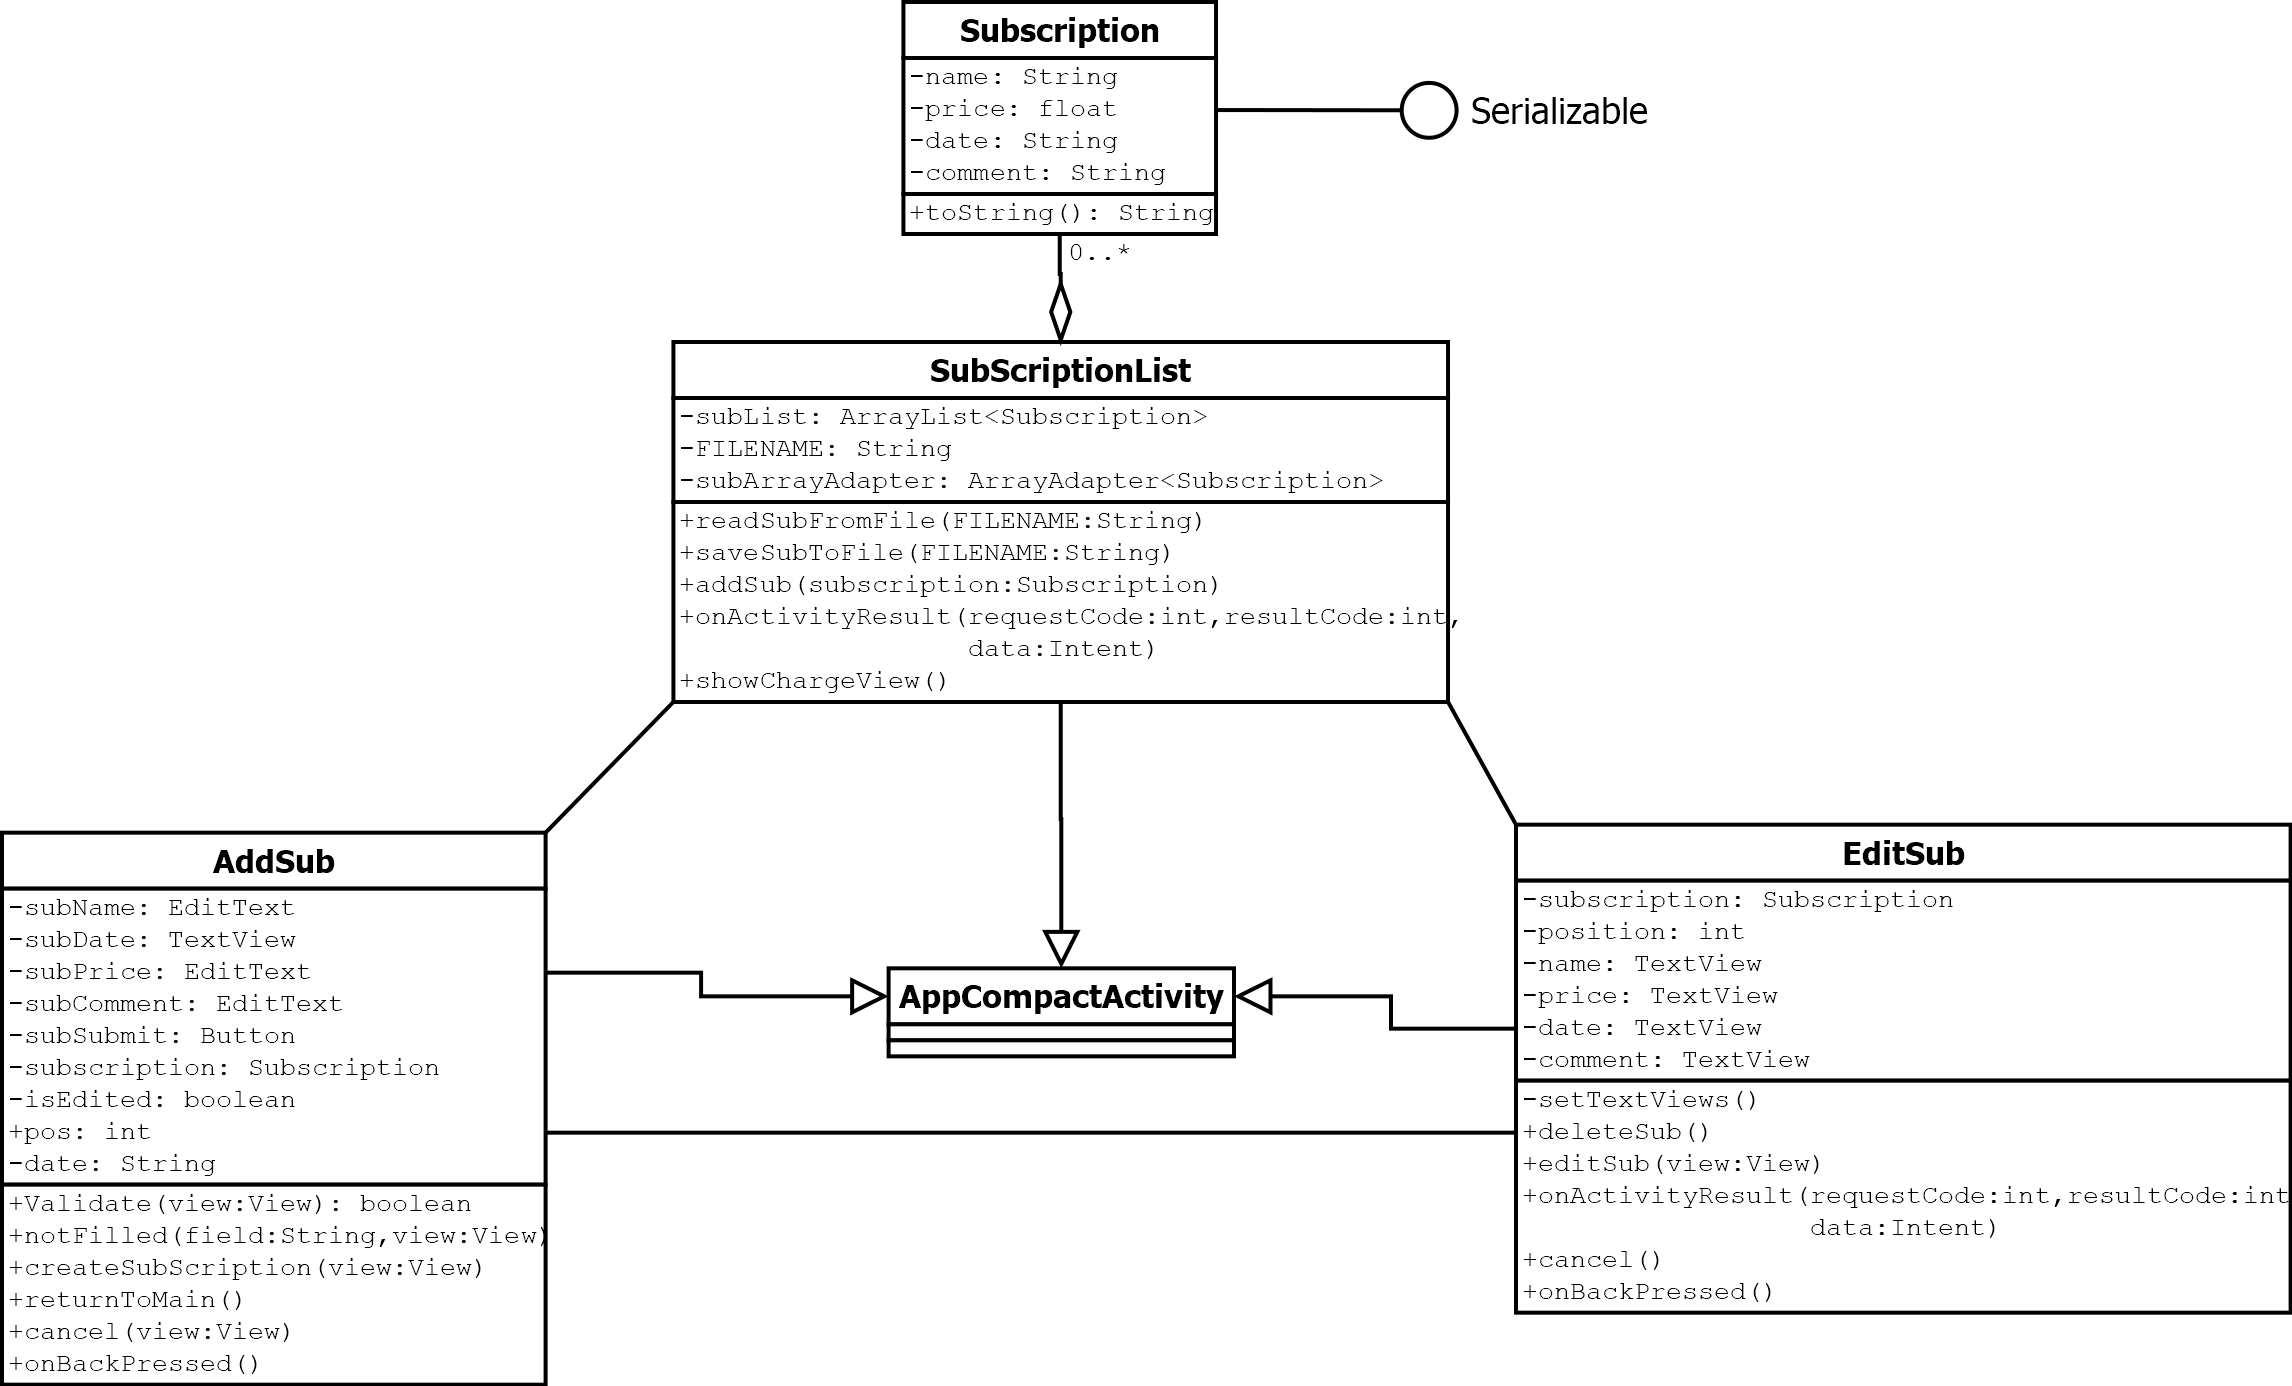 Subscription
-name: String
-price: float
-date: String
-comment: String
+toString(): String
Serializable
0..*
SubScriptionList
-subList: ArrayList<Subscription>
-FILENAME: String
-subArrayAdapter: ArrayAdapter<Subscription>
+readSubFromFile(FILENAME:String)
+saveSubToFile(FILENAME:String)
+addSub(subscription:Subscription)
+onActivityResult(requestCode:int,resultCode:int,
data:Intent)
+showChargeView()
AddSub
-subName: EditText
-subDate: TextView
-subPrice: EditText
-subComment: EditText
-subSubmit: Button
-subscription: Subscription
-isEdited: boolean
+pos: int
-date: String
+Validate(view:View): boolean
+notFilled(field:String,view:View)
+createSubScription(view:View)
+returnToMain()
+cancel(view:View)
+onBackPressed()
AppCompactActivity
EditSub
-subscription: Subscription
-position: int
-name: TextView
-price: TextView
-date: TextView
-comment: TextView
-setTextViews()
+deleteSub()
+editSub(view:View)
+onActivityResult(requestCode:int,resultCode:int
data:Intent)
+cancel()
+onBackPressed()